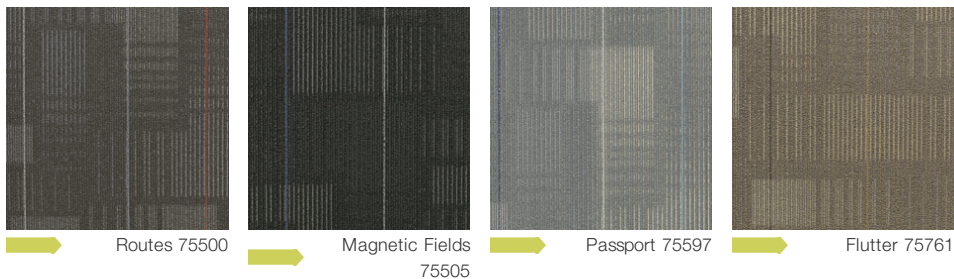 Routes 75500
Magnetic Fields
75505
Passport 75597
Flutter 75761